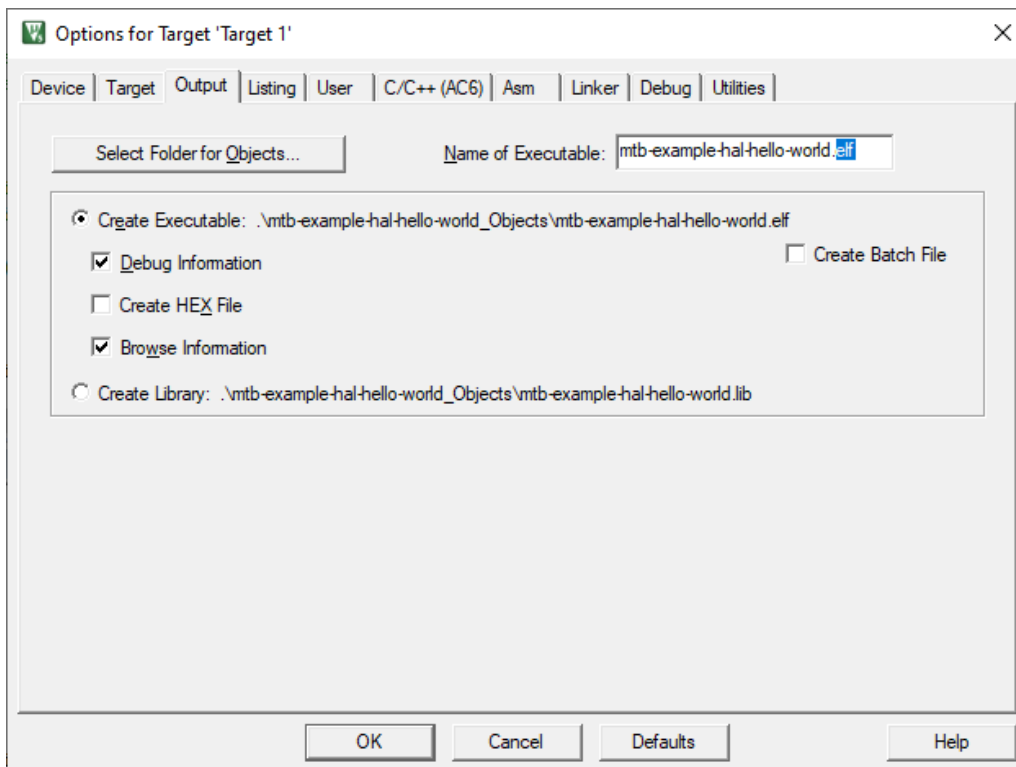 Options for Target 'Target 1'
Device Target Output Listing User C/C++ (AC6) Asm Linker Debug Utilities
Select Folder for Objects... Name of Executable: mtb-example-hal-hello-world.elf
Create Executable: .\mtb-example-hal-hello-world_Objects\mtb-example-hal-hello-world.elf
Debug Information Create Batch File
Create HEX File
Browse Information
Create Library: .\mtb-example-hal-hello-world_Objects\mtb-example-hal-hello-world.lib
OK Cancel Defaults Help